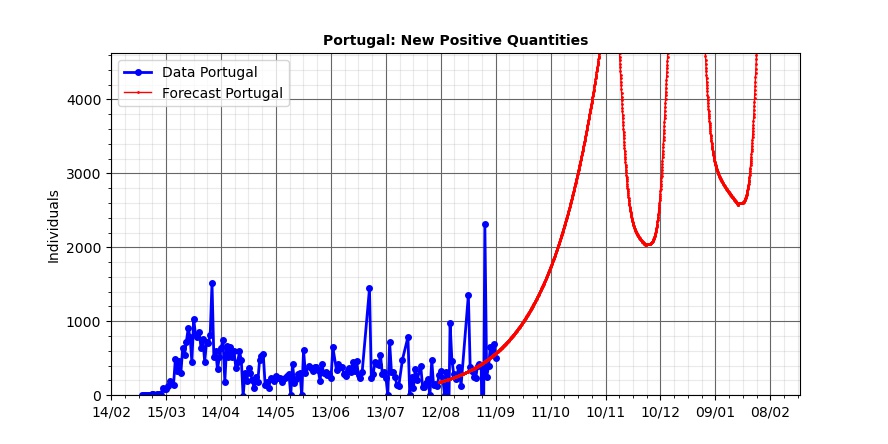 Portugal: New Positive Quantities
Data Portugal
Forecast Portugal
Individuals
4000
3000
2000
1000
0
14/02 15/03 14/04 14/05 13/06 13/07 12/08 11/09 11/10 10/11 10/12 09/01 08/02